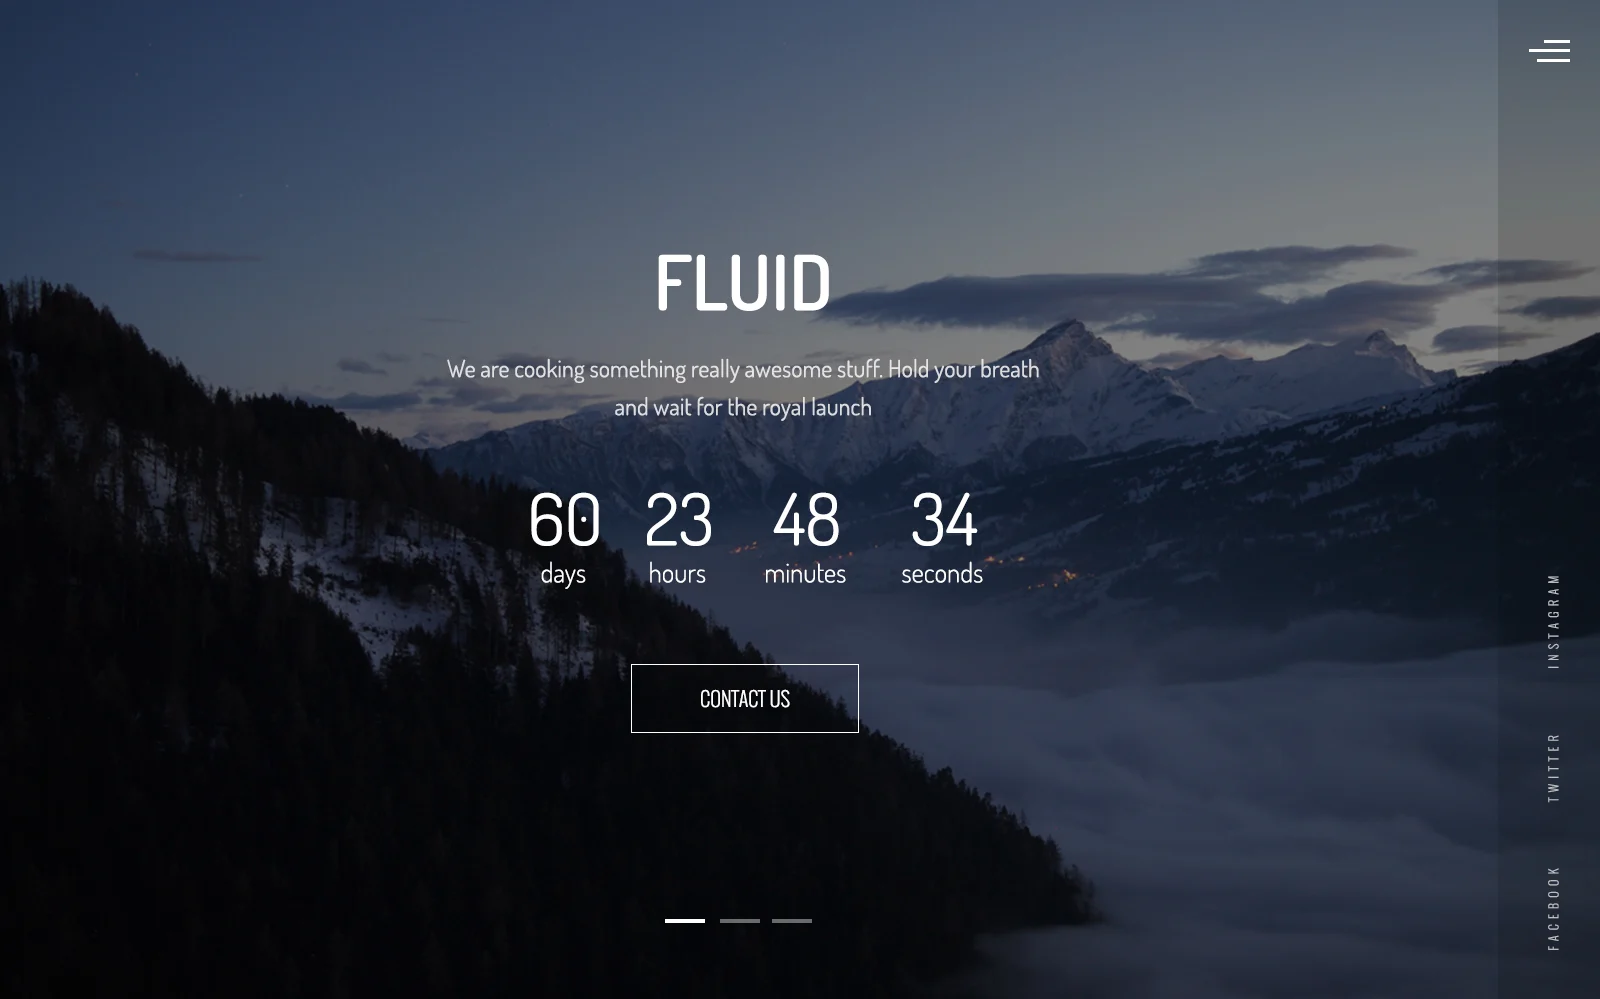 FLUID
We are cooking something really awesome stuff. Hold your breath
and wait for the royal launch
60 23 48 34
days hours minutes seconds
CONTACT US
INSTAGRAM
TWITTER
FACEBOOK